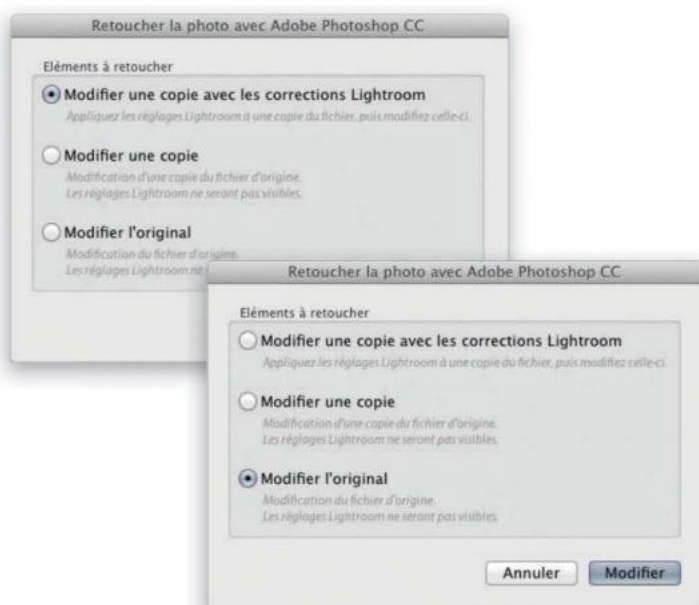 Retoucher la photo avec Adobe Photoshop CC
Eléments à retoucher
Modifier une copie avec les corrections Lightroom
Appliquez les réglages Lightroom à une copie du fichier, puis modifiez celle-ci.
Modifier une copie
Modification d'une copie du fichier d'origine.
Les réglages Lightroom ne seront pas visibles.
Modifier l'original
Modification du fichier d'origine.
Les réglages Lightroom ne
Retoucher la photo avec Adobe Photoshop CC
Eléments à retoucher
Modifier une copie avec les corrections Lightroom
Appliquez les réglages Lightroom à une copie du fichier, puis modifiez celle-ci.
Modifier une copie
Modification d'une copie du fichier d'origine.
Les réglages Lightroom ne seront pas visibles.
Modifier l'original
Modification du fichier d'origine.
Les réglages Lightroom ne seront pas visibles.
Annuler
Modifier